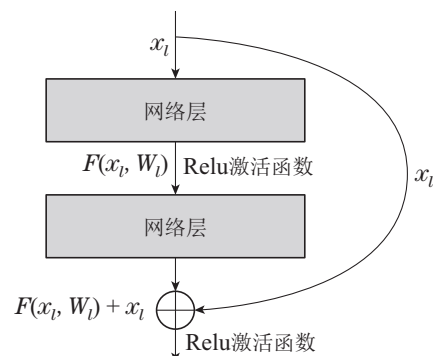 x_l
网络层
F(x_l, W_l) Relu激活函数
x_l
网络层
F(x_l, W_l) + x_l
Relu激活函数